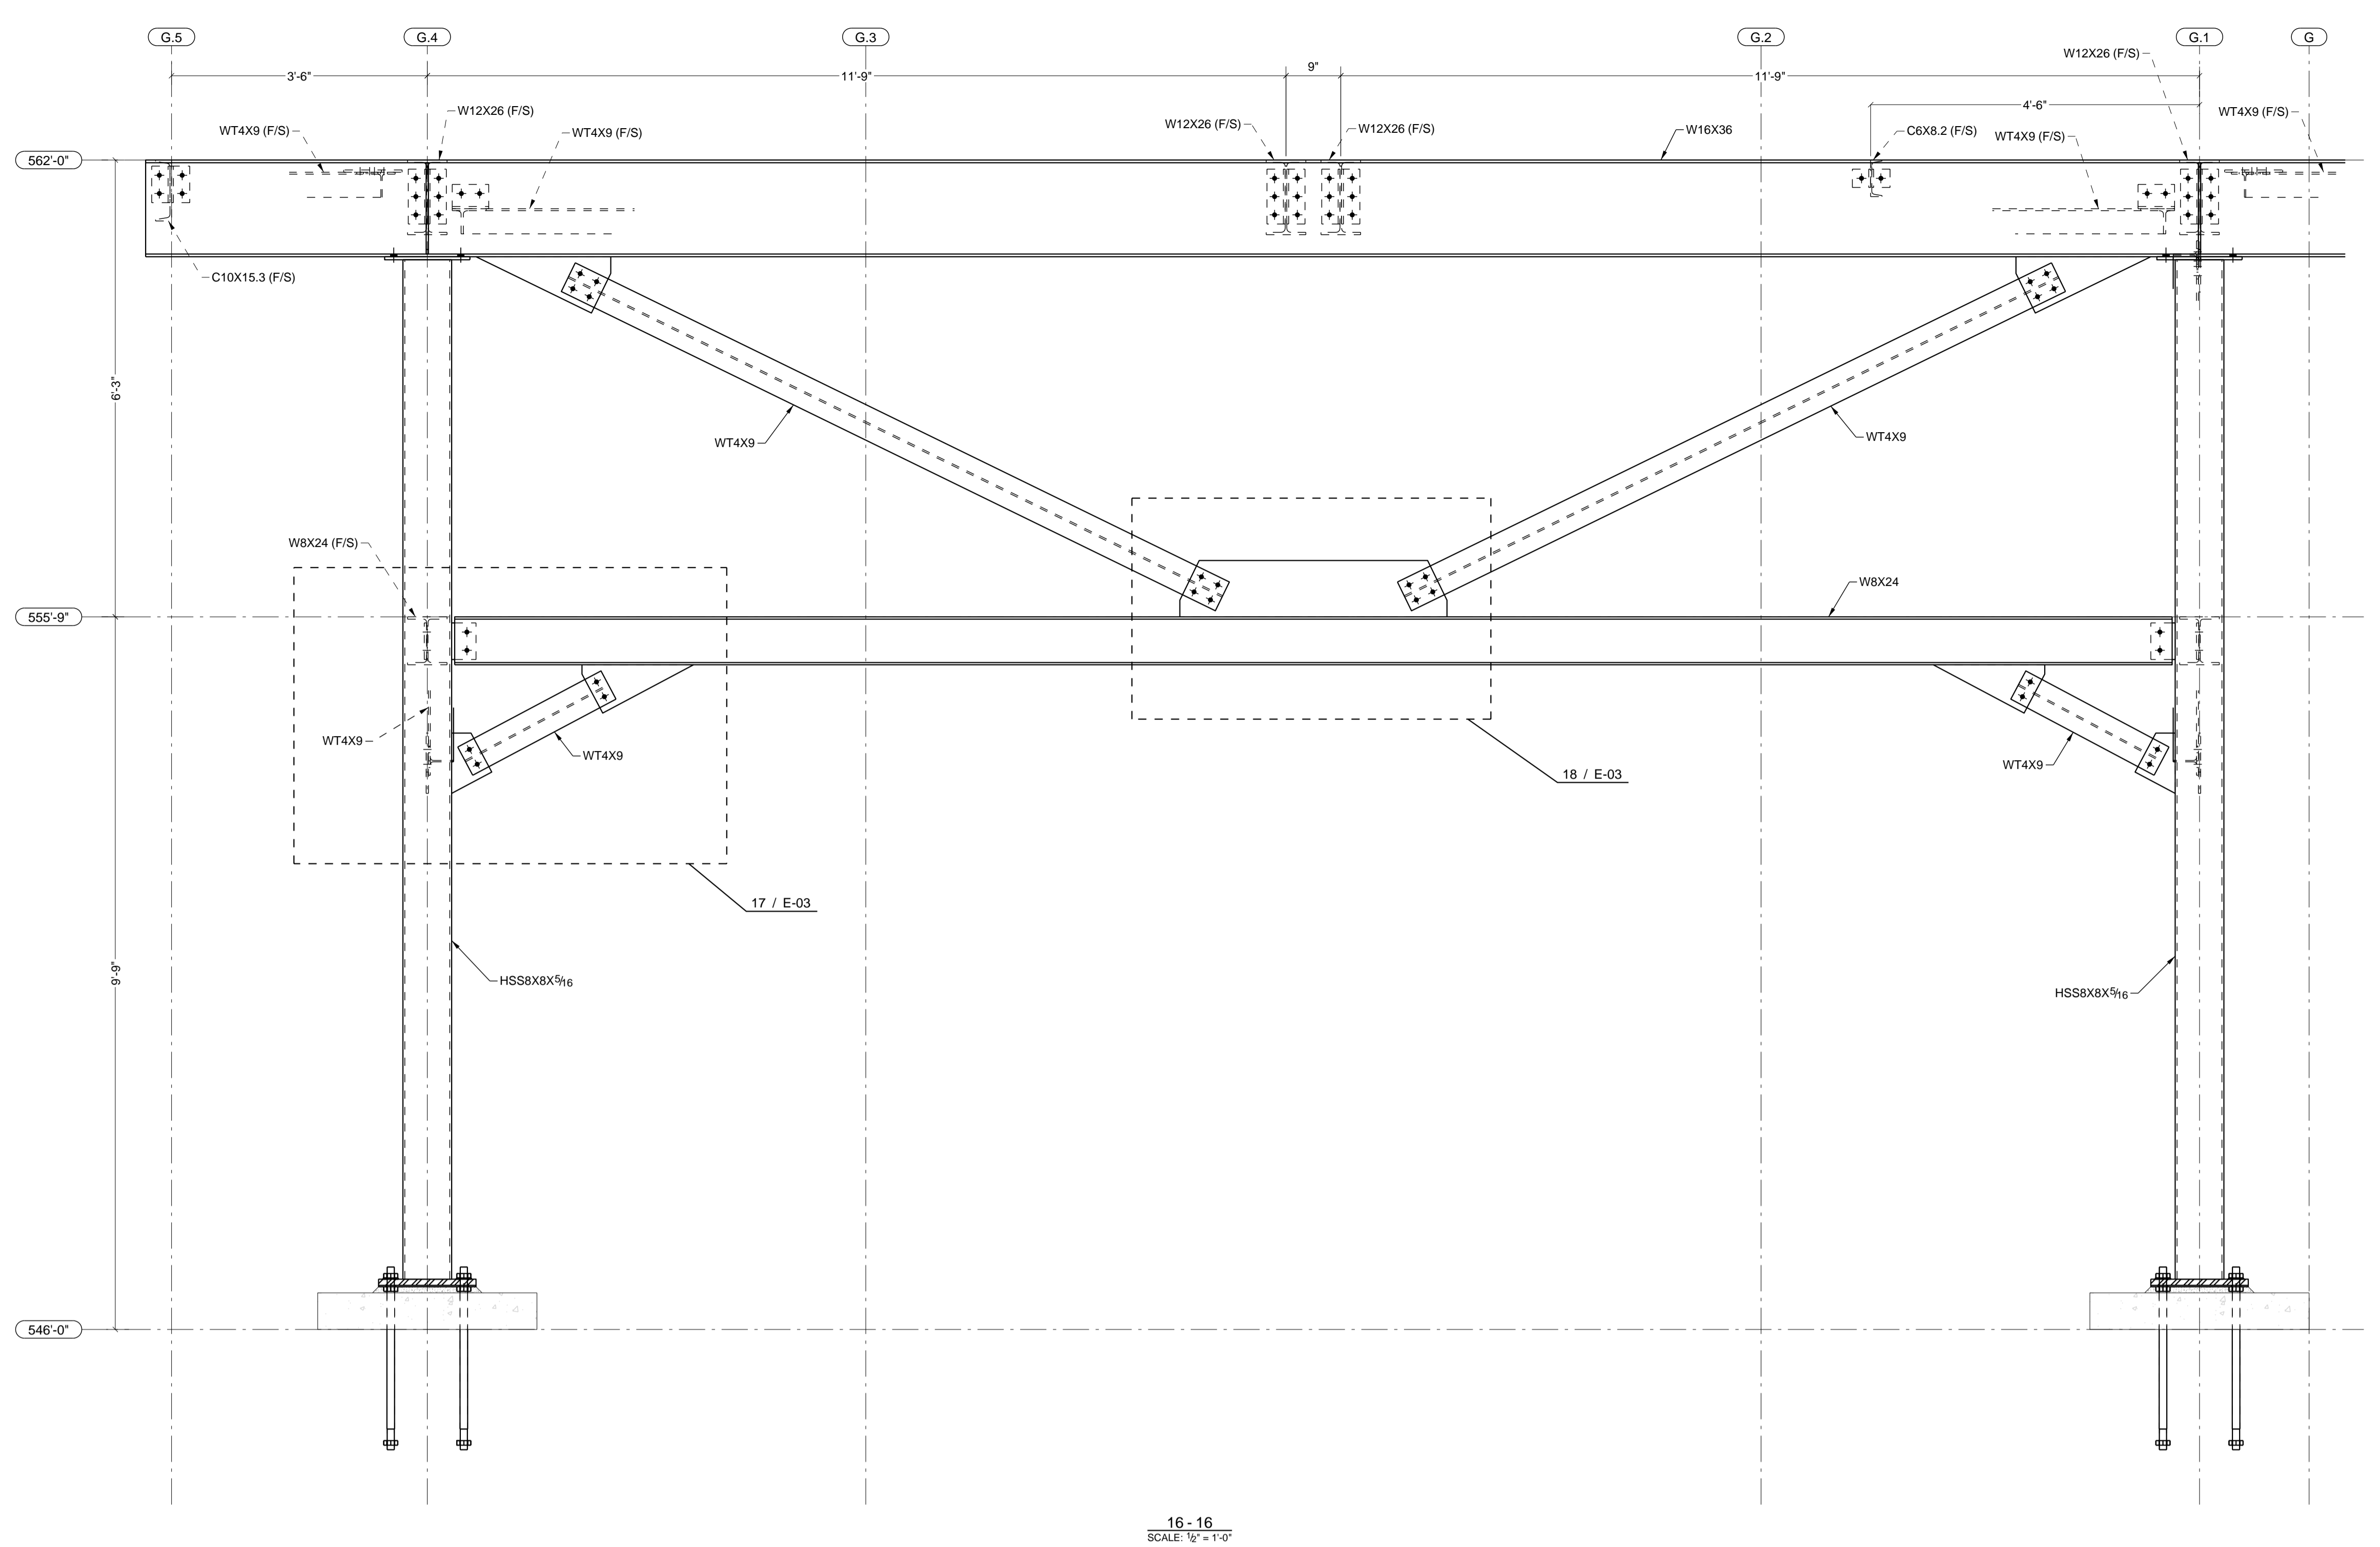 G.5
G.4
G.3
G.2
G.1
G
W12X26 (F/S)
9"
3'-6"
11'-9"
11'-9"
4'-6"
W12X26 (F/S)
WT4X9 (F/S)
WT4X9 (F/S)
WT4X9 (F/S)
W12X26 (F/S)
W12X26 (F/S)
W16X36
C6X8.2 (F/S)
WT4X9 (F/S)
562'-0"
C10X15.3 (F/S)
6'-3"
WT4X9
WT4X9
W8X24 (F/S)
W8X24
555'-9"
WT4X9
WT4X9
WT4X9
18 / E-03
17 / E-03
9'-9"
HSS8X8X5/16
HSS8X8X5/16
546'-0"
16 - 16
SCALE: 1/2" = 1'-0"